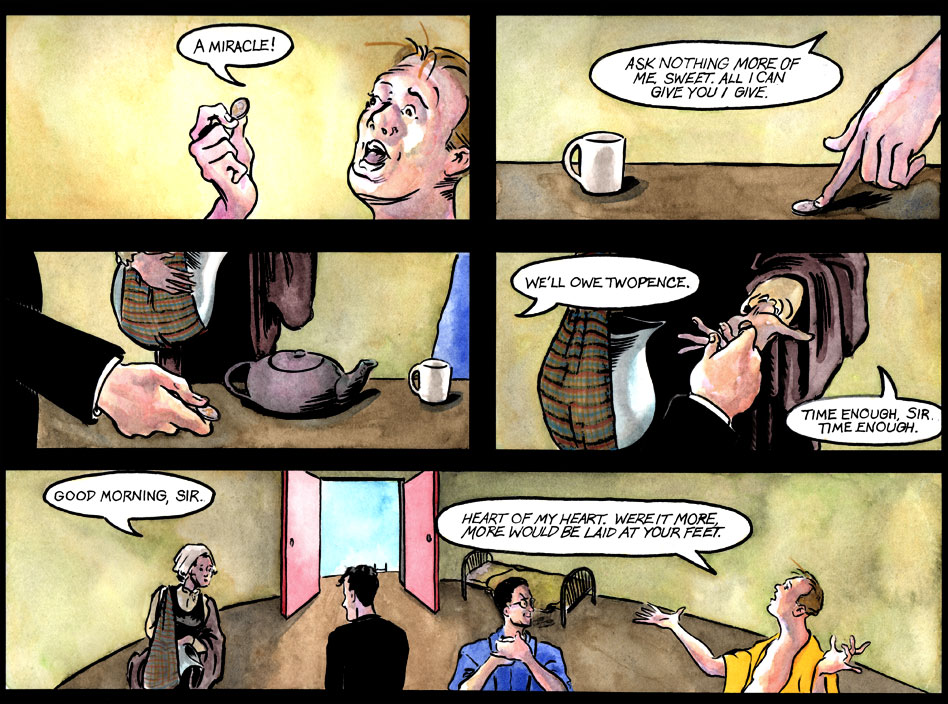 A MIRACLE!
ASK NOTHING MORE OF
ME, SWEET. ALL I CAN
GIVE YOU I GIVE.
WE'LL OWE TWOPENCE.
TIME ENOUGH, SIR.
TIME ENOUGH.
GOOD MORNING, SIR.
HEART OF MY HEART. WERE IT MORE,
MORE WOULD BE LAID AT YOUR FEET.